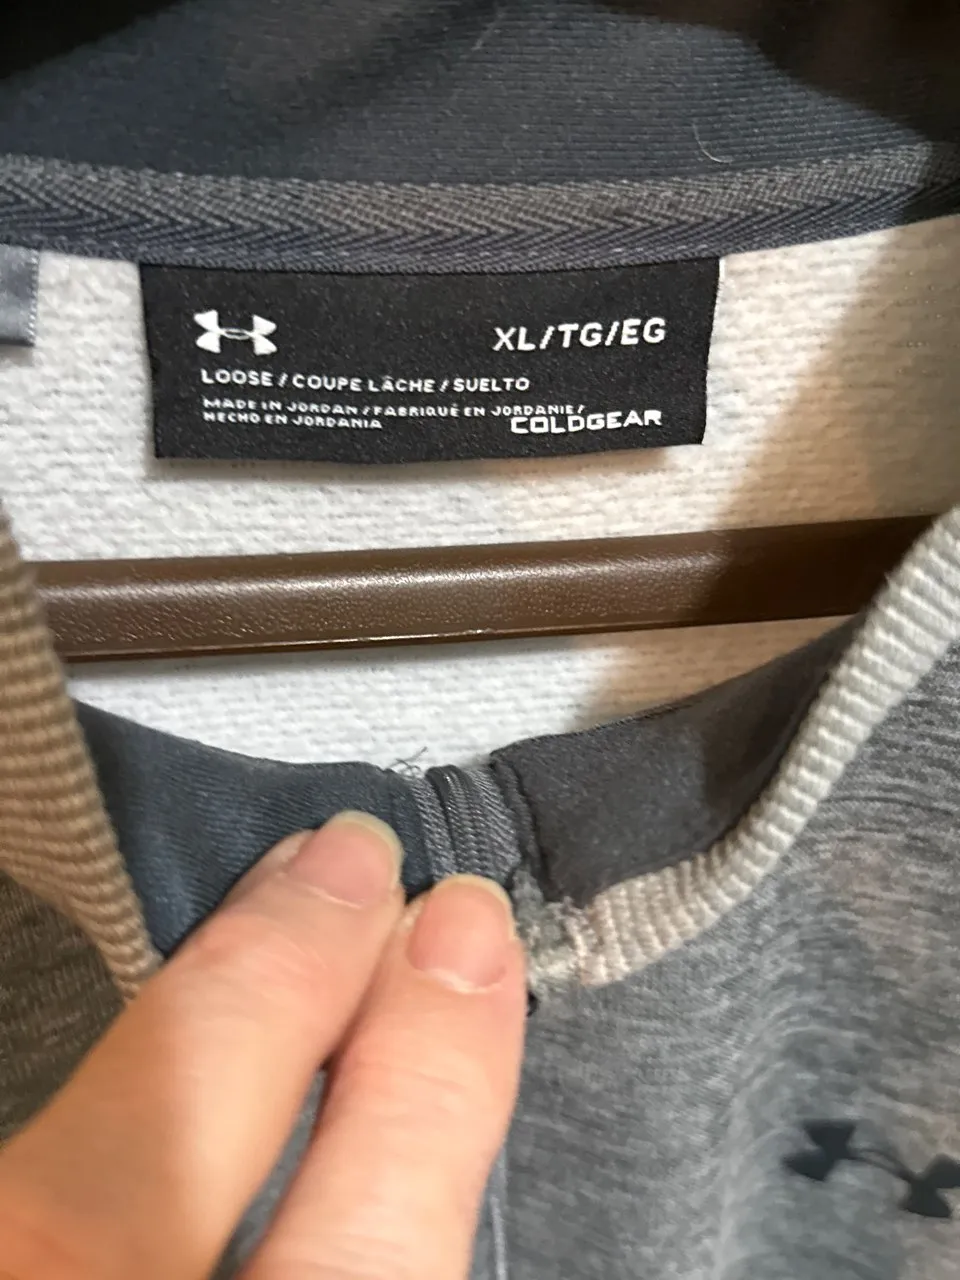 XL/TG/EG
LOOSE / COUPE LÂCHE / SUELTO
MADE IN JORDAN / FABRIQUÉ EN JORDANIE /
HECHO EN JORDANIA
COLDGEAR